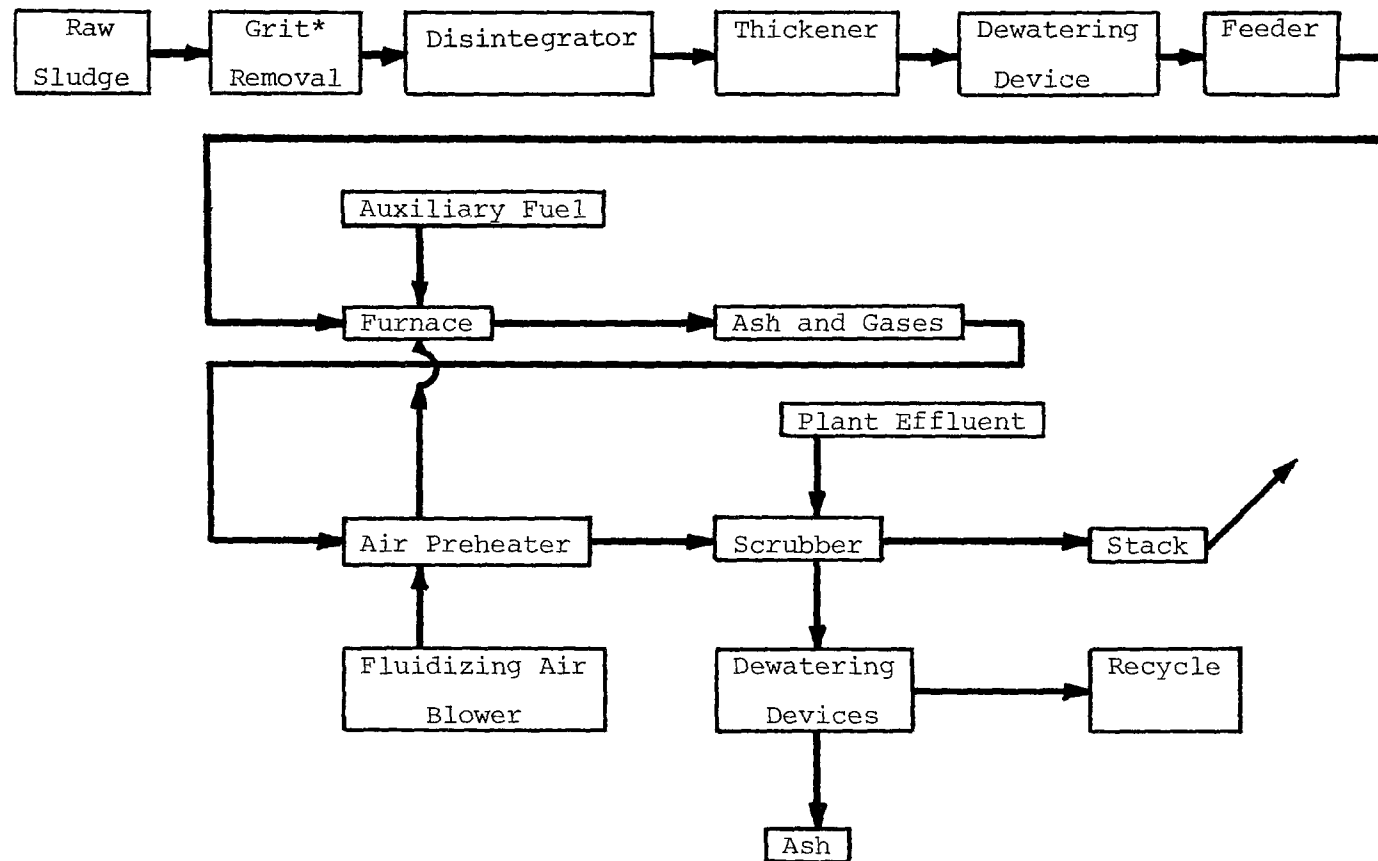 Raw
Sludge
Grit*
Removal
Disintegrator
Thickener
Dewatering
Device
Feeder
Auxiliary Fuel
Furnace
Ash and Gases
Plant Effluent
Air Preheater
Scrubber
Stack
Fluidizing Air
Blower
Dewatering
Devices
Recycle
Ash